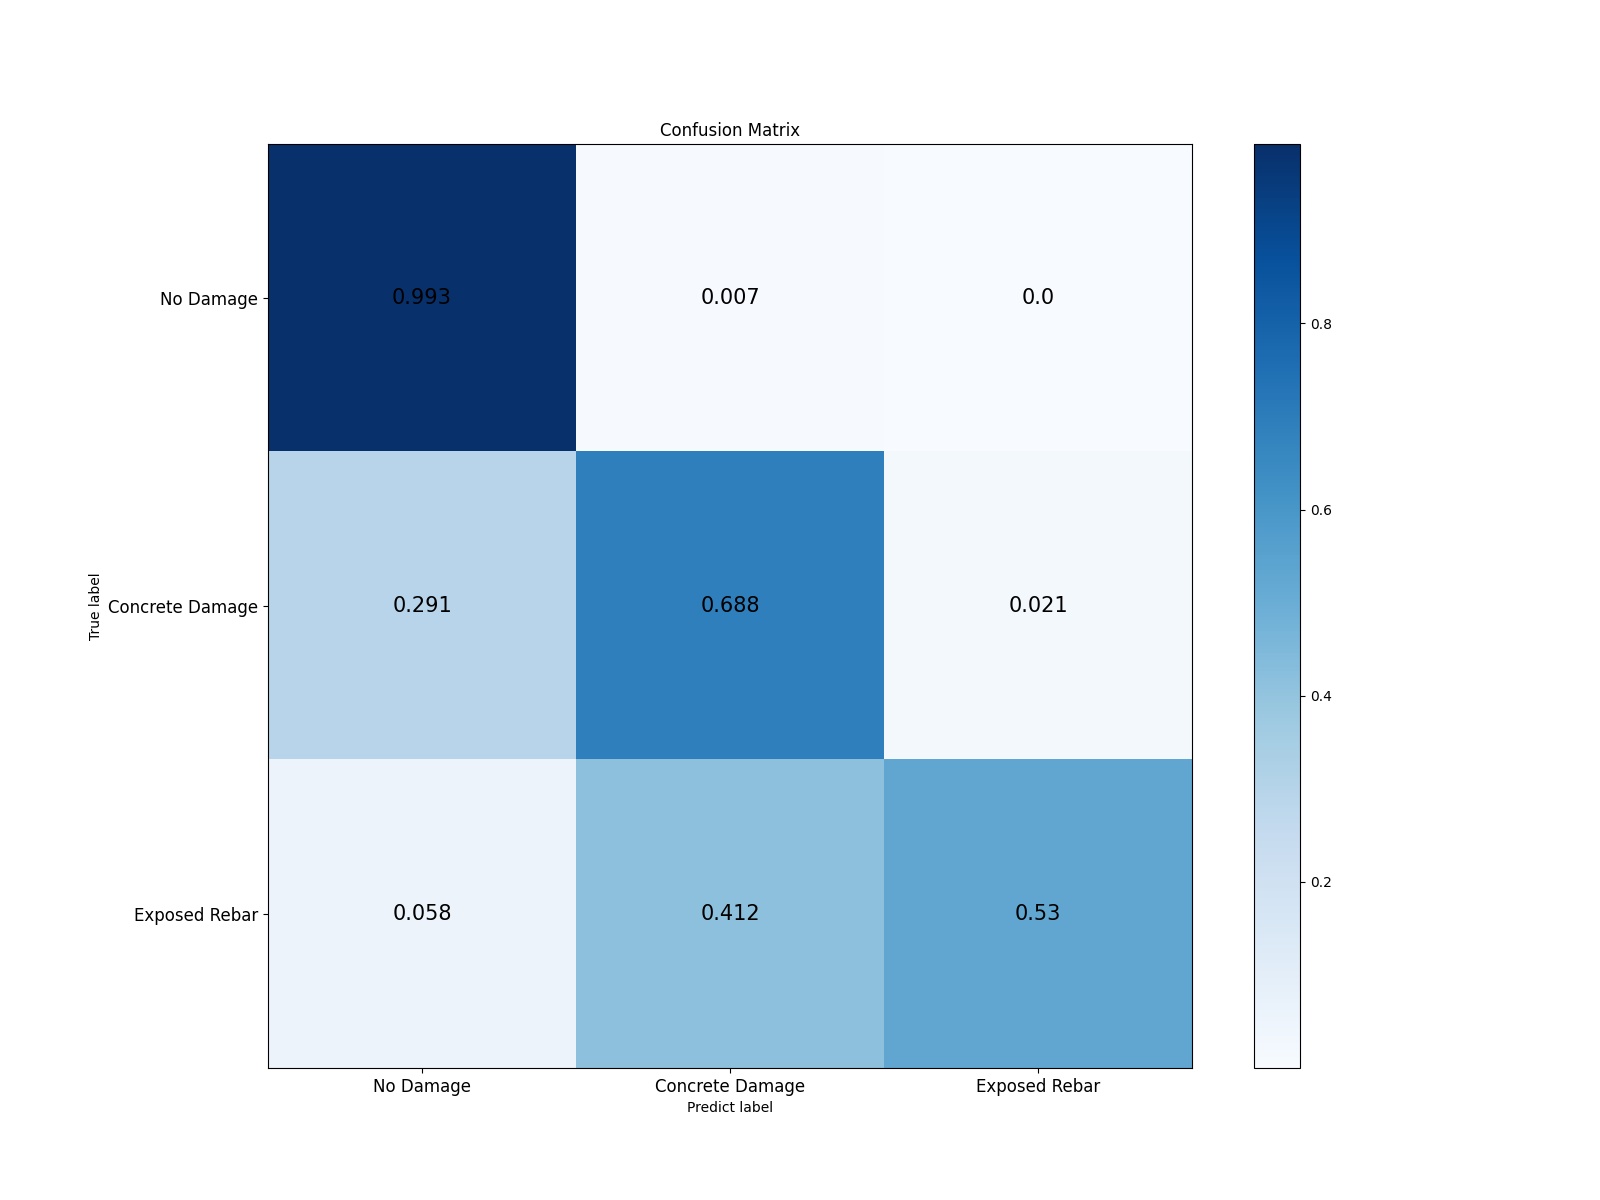 Confusion Matrix
No Damage
0.993
0.007
0.0
Concrete Damage
0.291
0.688
0.021
Exposed Rebar
0.058
0.412
0.53
True label
No Damage
Concrete Damage
Exposed Rebar
Predict label
0.8
0.6
0.4
0.2